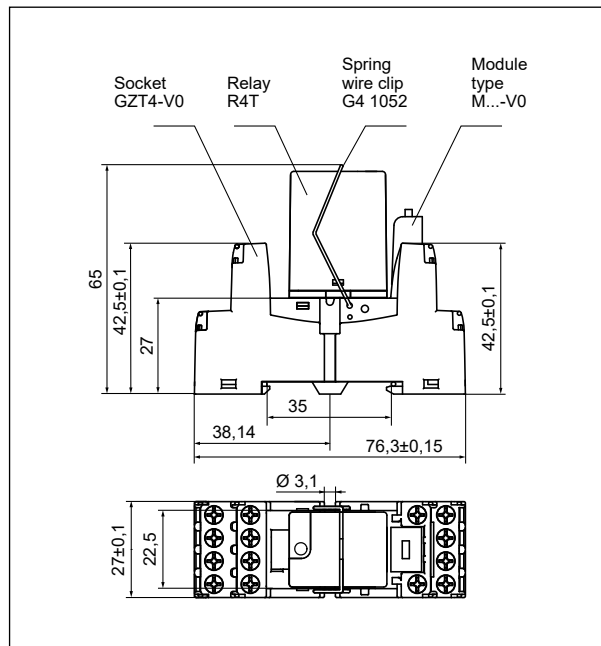 Socket
GZT4-V0
Relay
R4T
Spring
wire clip
G4 1052
Module
type
M...-V0
65
42,5±0,1
27
42,5±0,1
35
38,14
76,3±0,15
Ø 3,1
27±0,1
22,5